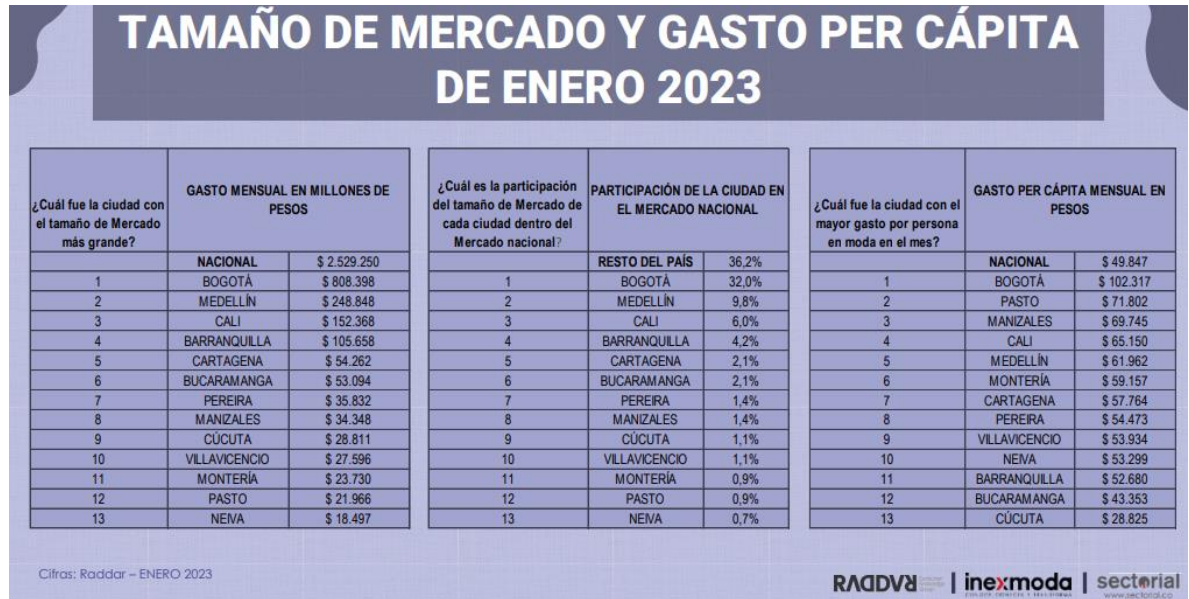 TAMAÑO DE MERCADO Y GASTO PER CÁPITA
DE ENERO 2023
¿Cuál fue la ciudad con
el tamaño de Mercado
más grande?
GASTO MENSUAL EN MILLONES DE
PESOS
NACIONAL $ 2.529.250
1 BOGOTÁ $ 808.398
2 MEDELLÍN $ 248.848
3 CALI $ 152.368
4 BARRANQUILLA $ 105.658
5 CARTAGENA $ 54.262
6 BUCARAMANGA $ 53.094
7 PEREIRA $ 35.832
8 MANIZALES $ 34.348
9 CÚCUTA $ 28.811
10 VILLAVICENCIO $ 27.596
11 MONTERÍA $ 23.730
12 PASTO $ 21.966
13 NEIVA $ 18.497
¿Cuál es la participación
del tamaño de Mercado de
cada ciudad dentro del
Mercado nacional?
PARTICIPACIÓN DE LA CIUDAD EN
EL MERCADO NACIONAL
RESTO DEL PAÍS 36,2%
1 BOGOTÁ 32,0%
2 MEDELLÍN 9,8%
3 CALI 6,0%
4 BARRANQUILLA 4,2%
5 CARTAGENA 2,1%
6 BUCARAMANGA 2,1%
7 PEREIRA 1,4%
8 MANIZALES 1,4%
9 CÚCUTA 1,1%
10 VILLAVICENCIO 1,1%
11 MONTERÍA 0,9%
12 PASTO 0,9%
13 NEIVA 0,7%
¿Cuál fue la ciudad con el
mayor gasto por persona
en moda en el mes?
GASTO PER CÁPITA MENSUAL EN
PESOS
NACIONAL $ 49.847
1 BOGOTÁ $ 102.317
2 PASTO $ 71.802
3 MANIZALES $ 69.745
4 CALI $ 65.150
5 MEDELLÍN $ 61.962
6 MONTERÍA $ 59.157
7 CARTAGENA $ 57.764
8 PEREIRA $ 54.473
9 VILLAVICENCIO $ 53.934
10 NEIVA $ 53.299
11 BARRANQUILLA $ 52.680
12 BUCARAMANGA $ 43.353
13 CÚCUTA $ 28.825
Cifras: Raddar – ENERO 2023
RADDAR
inexmoda
sectorial
www.sectorial.co